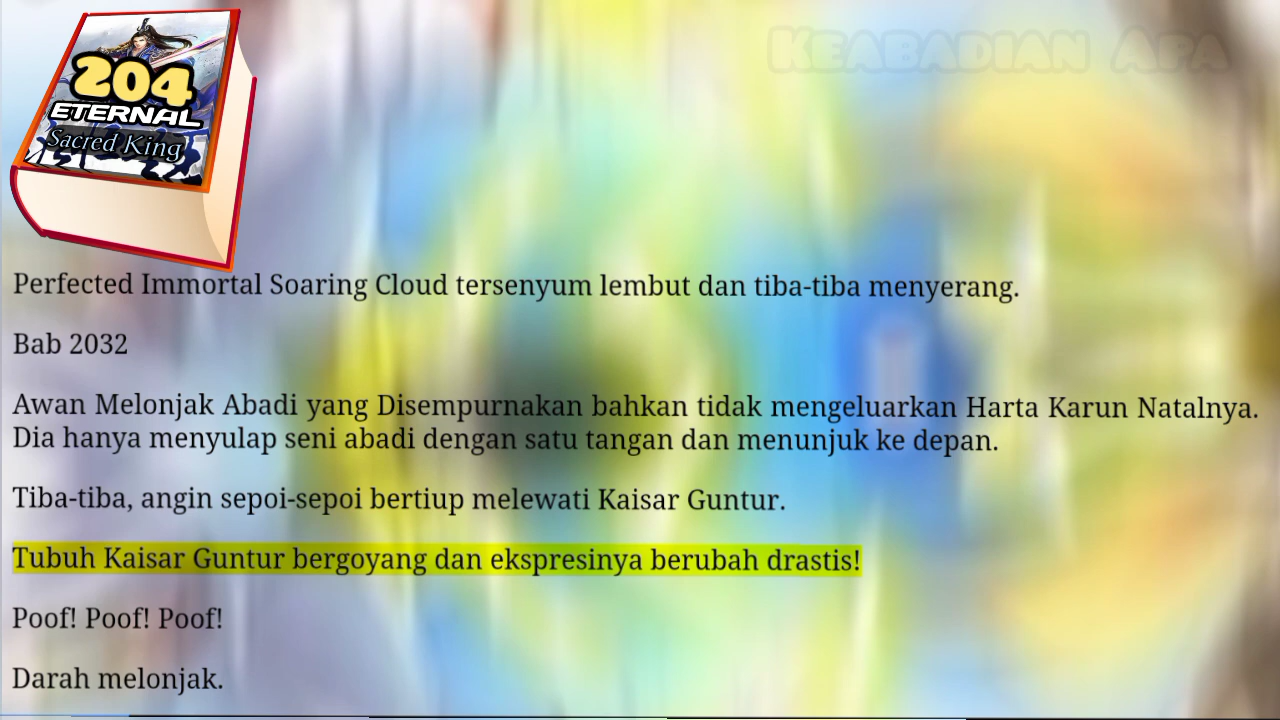 Keabadian Apa
204
ETERNAL
Sacred King
Perfected Immortal Soaring Cloud tersenyum lembut dan tiba-tiba menyerang.
Bab 2032
Awan Melonjak Abadi yang Disempurnakan bahkan tidak mengeluarkan Harta Karun Natalnya.
Dia hanya menyulap seni abadi dengan satu tangan dan menunjuk ke depan.
Tiba-tiba, angin sepoi-sepoi bertiup melewati Kaisar Guntur.
Tubuh Kaisar Guntur bergoyang dan ekspresinya berubah drastis!
Poof! Poof! Poof!
Darah melonjak.